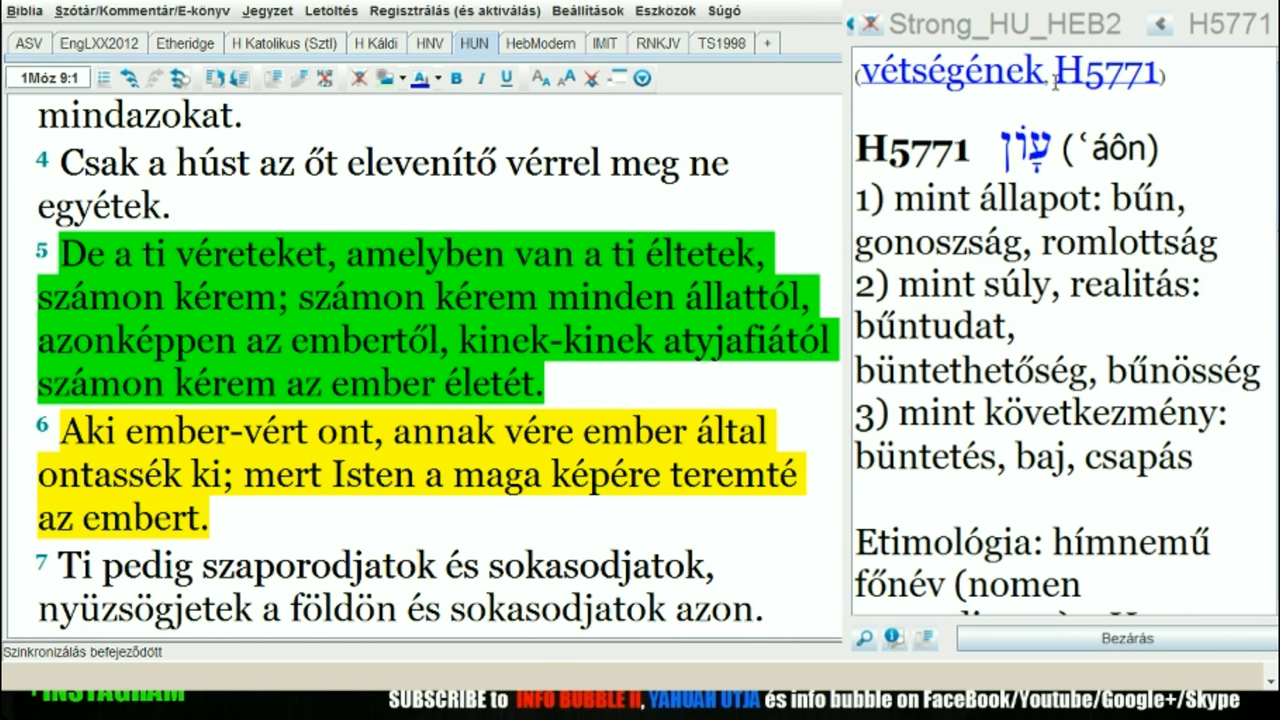 Biblia Szótár/Kommentár/E-könyv Jegyzet Letöltés Regisztrálás (és aktiválás) Beállítások Eszközök Súgó
ASV EngLXX2012 Etheridge H Katolikus (Sztl) H Káldi HNV HUN HebModern IMIT RNKJV TS1998 +
1Móz 9:1
mindazokat.
4 Csak a húst az őt elevenítő vérrel meg ne
egyétek.
5 De a ti véreteket, amelyben van a ti éltetek,
számon kérem; számon kérem minden állattól,
azonképpen az embertől, kinek-kinek atyjafiától
számon kérem az ember életét.
6 Aki ember-vért ont, annak vére ember által
ontassék ki; mert Isten a maga képére teremté
az embert.
7 Ti pedig szaporodjatok és sokasodjatok,
nyüzsögjetek a földön és sokasodjatok azon.
Szinkronizálás befejeződött
Strong_HU_HEB2 H5771
(vétségének, H5771)
H5771 עָוֹן (ʿáôn)
1) mint állapot: bűn,
gonoszság, romlottság
2) mint súly, realitás:
bűntudat,
büntethetőség, bűnösség
3) mint következmény:
büntetés, baj, csapás
Etimológia: hímnemű
főnév (nomen
Bezárás
INSTAGRAM
SUBSCRIBE to INFO BUBBLE II, YAHUAH UTJA és info bubble on FaceBook/Youtube/Google+/Skype